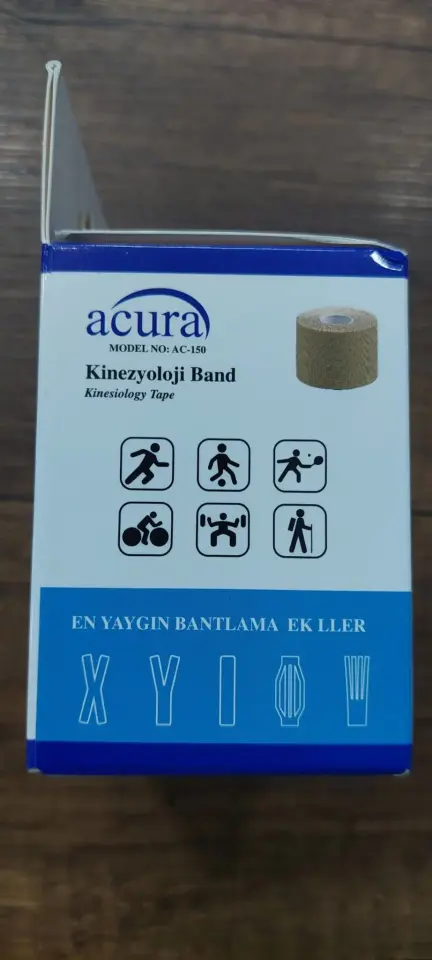 acura
MODEL NO: AC-150
Kinezyoloji Band
Kinesiology Tape
EN YAYGIN BANTLAMA EK LLER